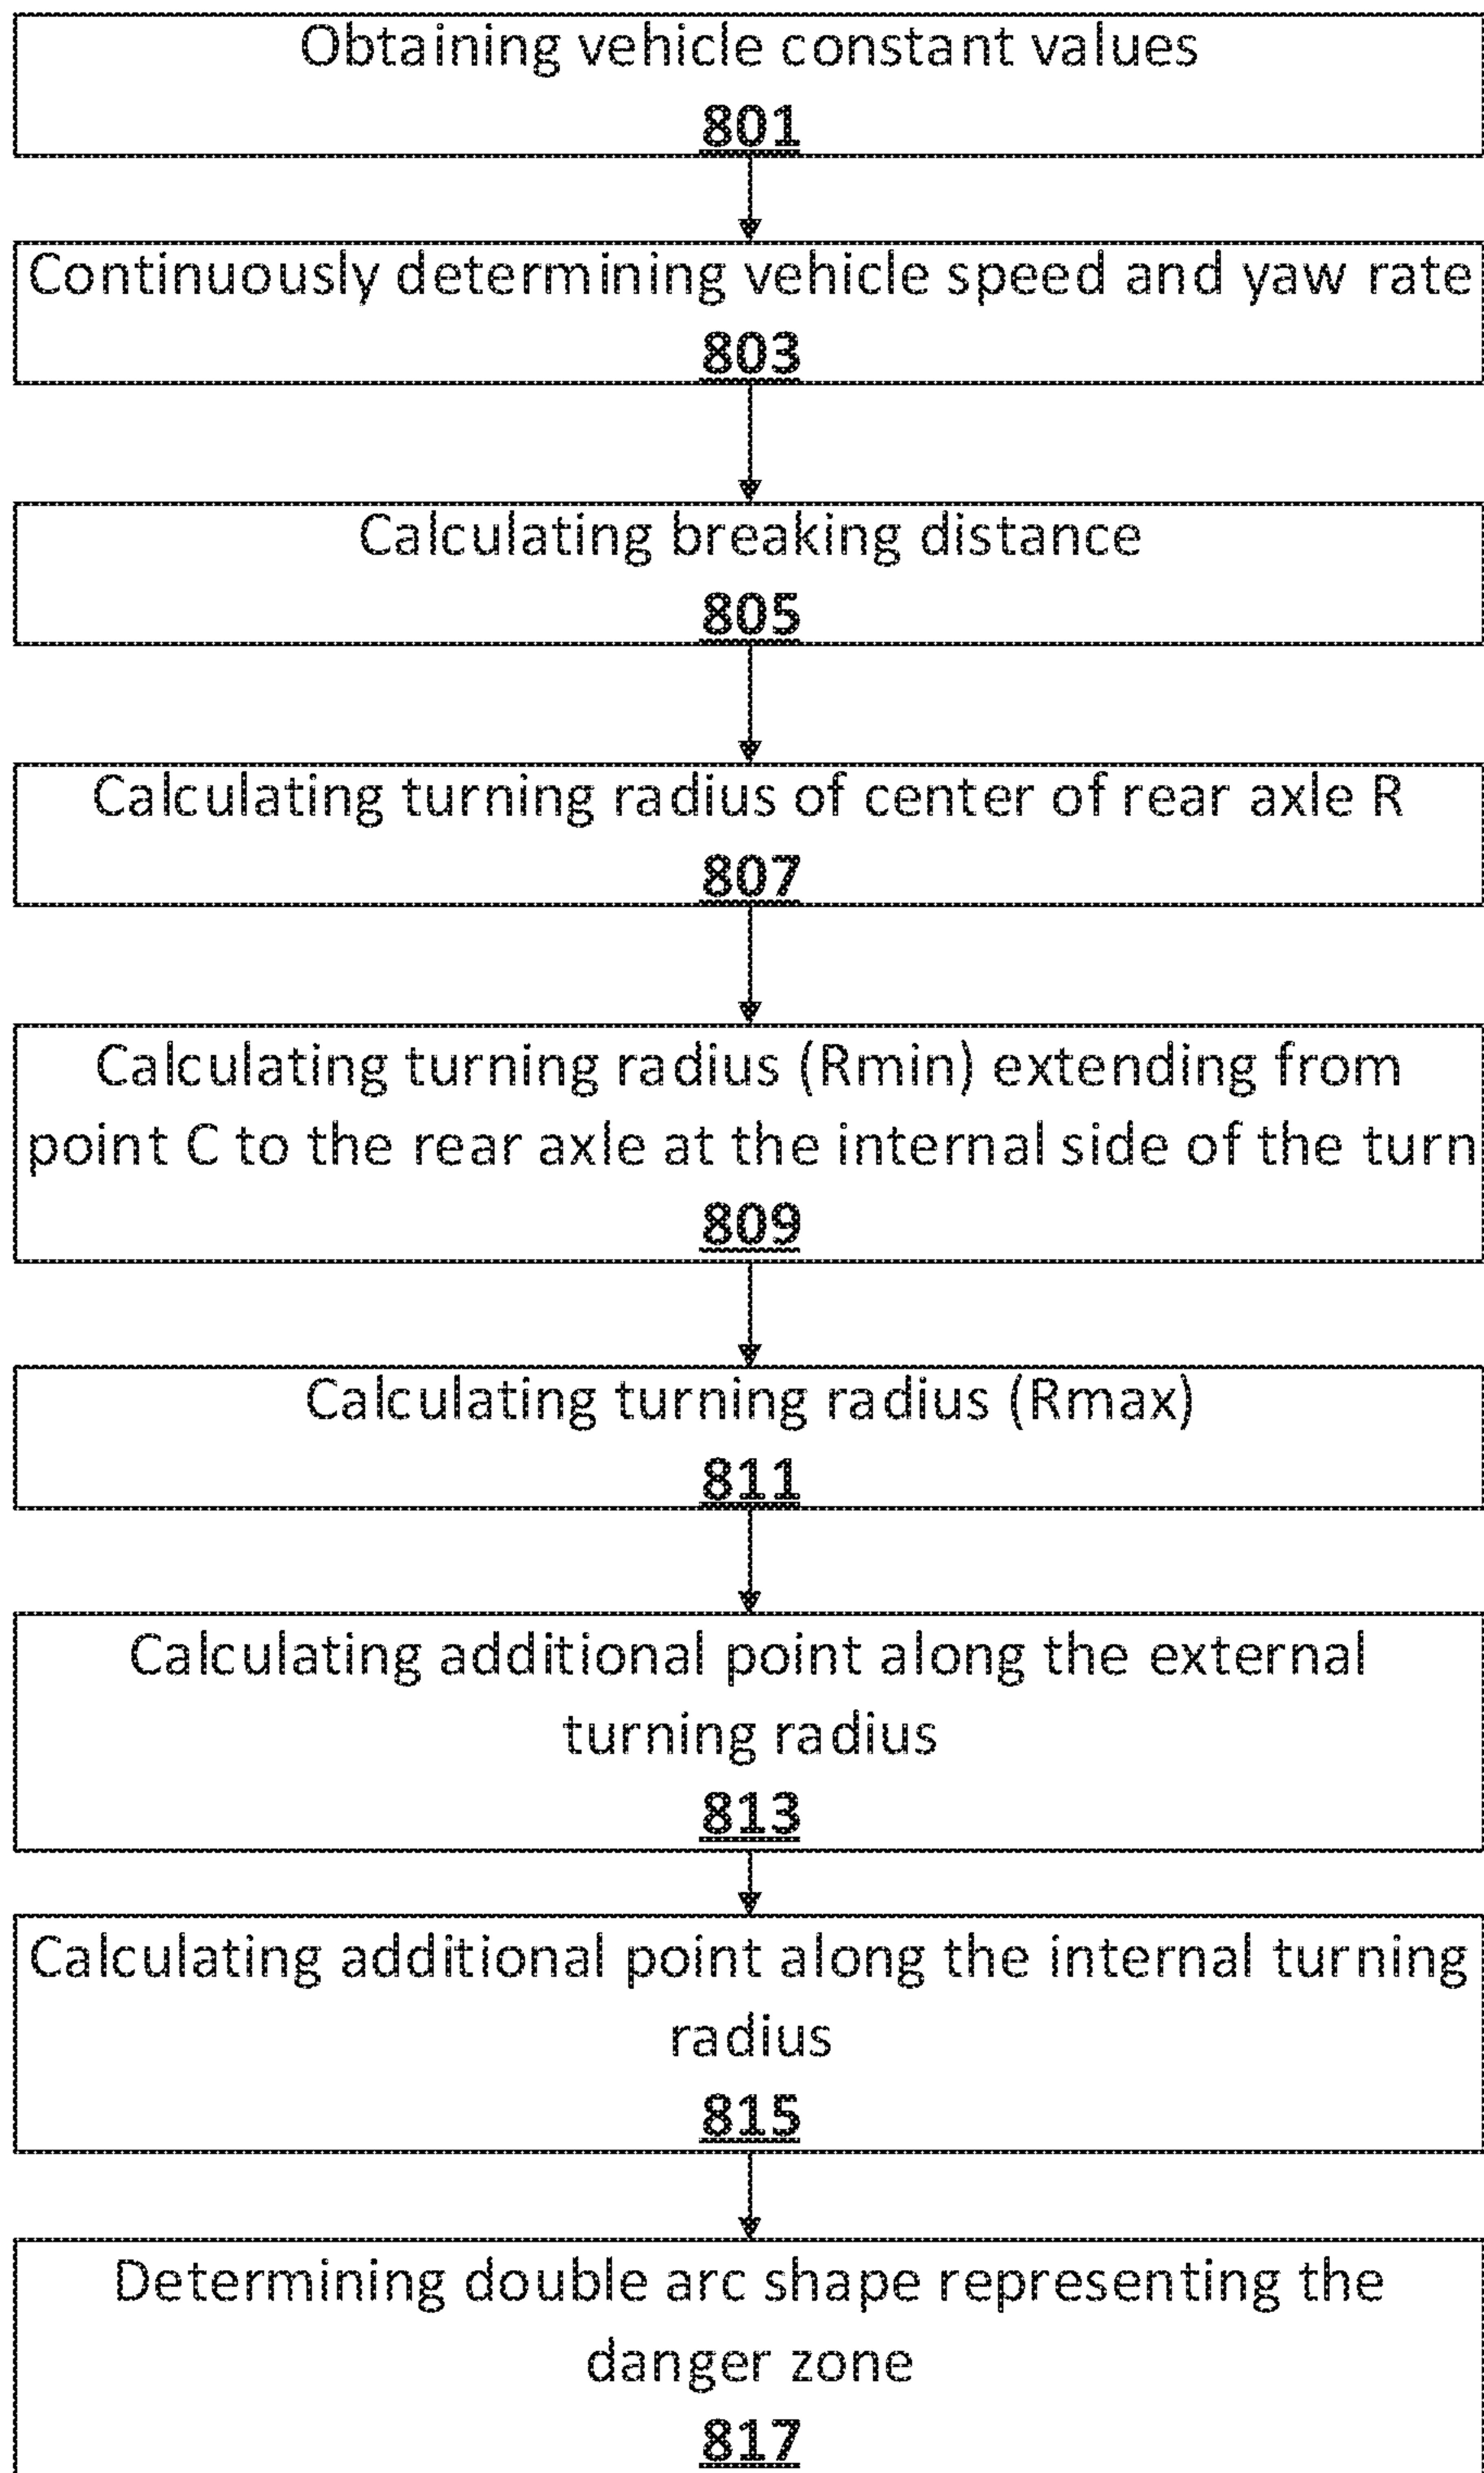 Obtaining vehicle constant values
801
Continuously determining vehicle speed and yaw rate
803
Calculating breaking distance
805
Calculating turning radius of center of rear axle R
807
Calculating turning radius (Rmin) extending from
point C to the rear axle at the internal side of the turn
809
Calculating turning radius (Rmax)
811
Calculating additional point along the external
turning radius
813
Calculating additional point along the internal turning
radius
815
Determining double arc shape representing the
danger zone
817